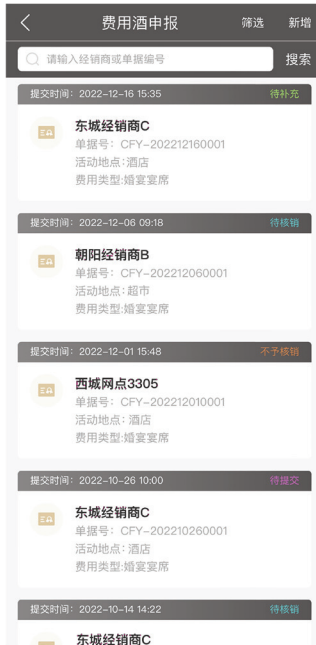 费用酒申报 筛选 新增
请输入经销商或单据编号 搜索
提交时间：2022-12-16 15:35 待补充
东城经销商C
单据号：CFY-202212160001
活动地点：酒店
费用类型:婚宴宴席
提交时间：2022-12-06 09:18 待核销
朝阳经销商B
单据号：CFY-202212060001
活动地点：超市
费用类型:婚宴宴席
提交时间：2022-12-01 15:48 不予核销
西城网点3305
单据号：CFY-202212010001
活动地点：酒店
费用类型:婚宴宴席
提交时间：2022-10-26 10:00 待提交
东城经销商C
单据号：CFY-202210260001
活动地点：酒店
费用类型:婚宴宴席
提交时间：2022-10-14 14:22 待核销
东城经销商C